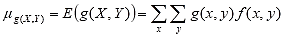 μ_{g(X,Y)} = E(g(X,Y)) = ∑_x ∑_y g(x,y) f(x,y)